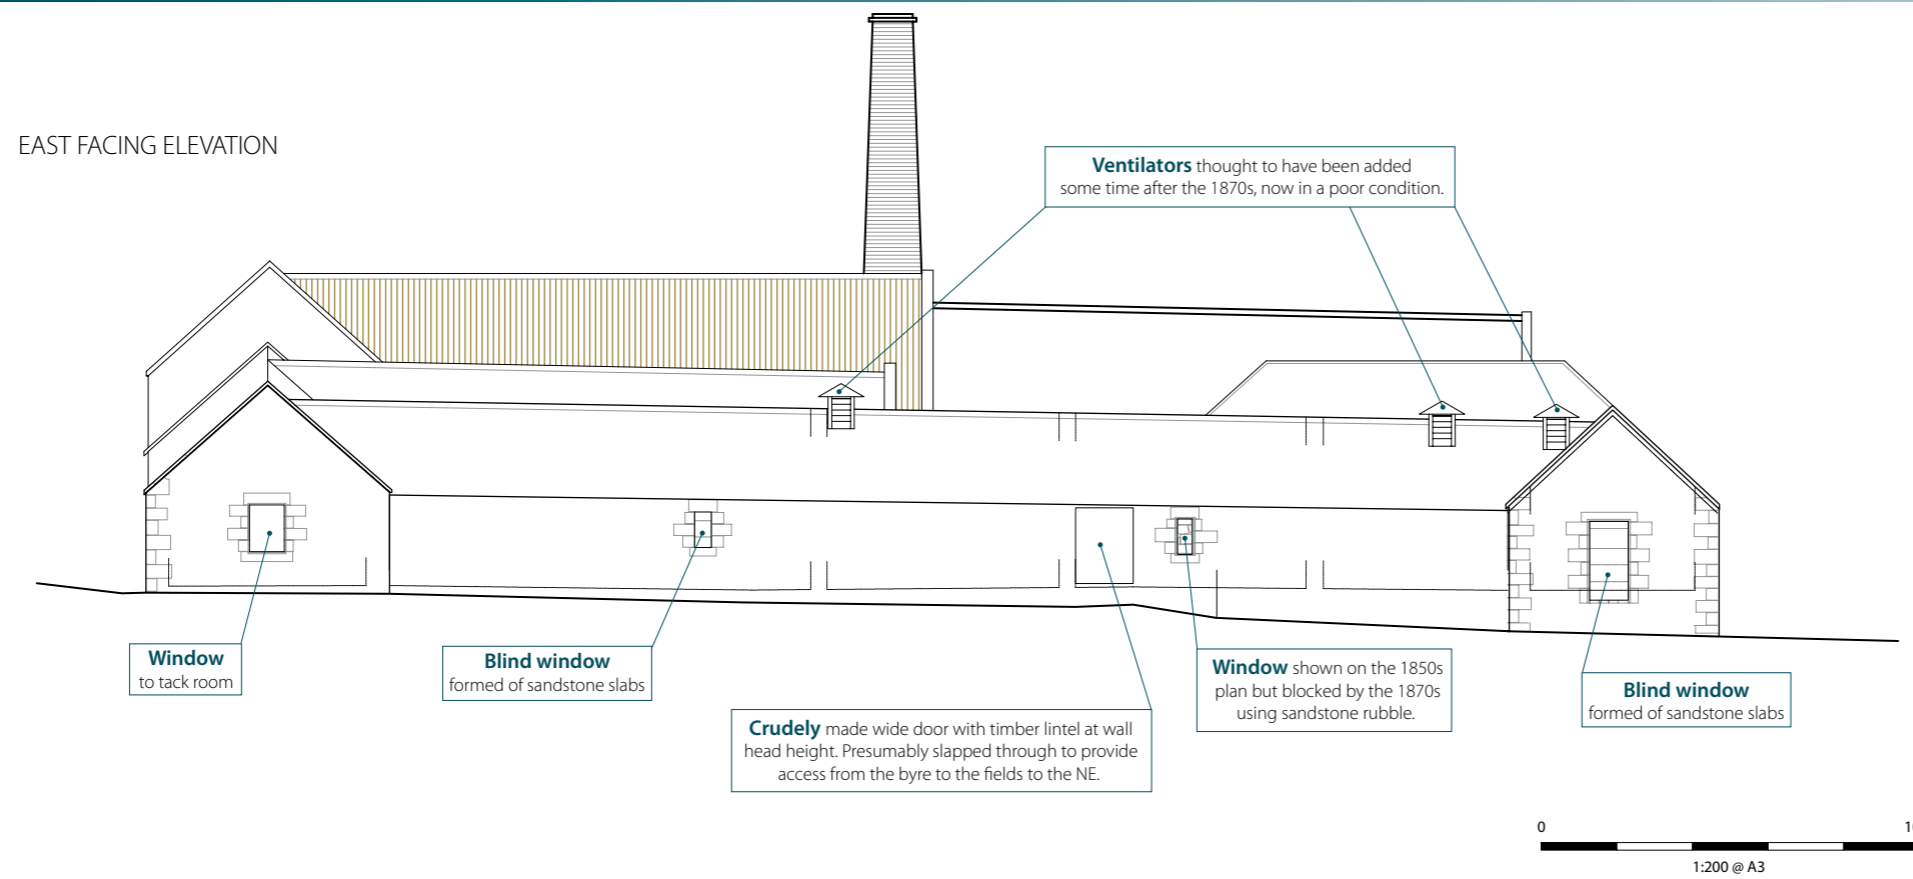 EAST FACING ELEVATION
Ventilators thought to have been added
some time after the 1870s, now in a poor condition.
Window
to tack room
Blind window
formed of sandstone slabs
Crudely made wide door with timber lintel at wall
head height. Presumably slapped through to provide
access from the byre to the fields to the NE.
Window shown on the 1850s
plan but blocked by the 1870s
using sandstone rubble.
Blind window
formed of sandstone slabs
0
1:200 @ A3